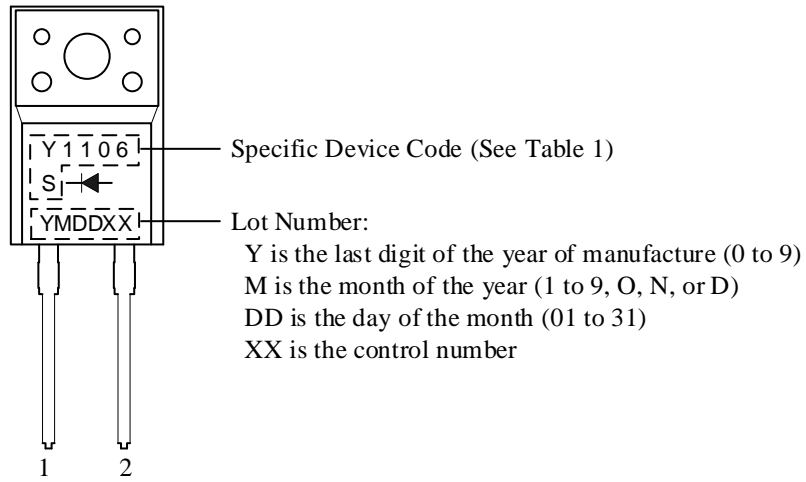 Y1106
S
YMDDXX
1 2
Specific Device Code (See Table 1)
Lot Number:
Y is the last digit of the year of manufacture (0 to 9)
M is the month of the year (1 to 9, O, N, or D)
DD is the day of the month (01 to 31)
XX is the control number